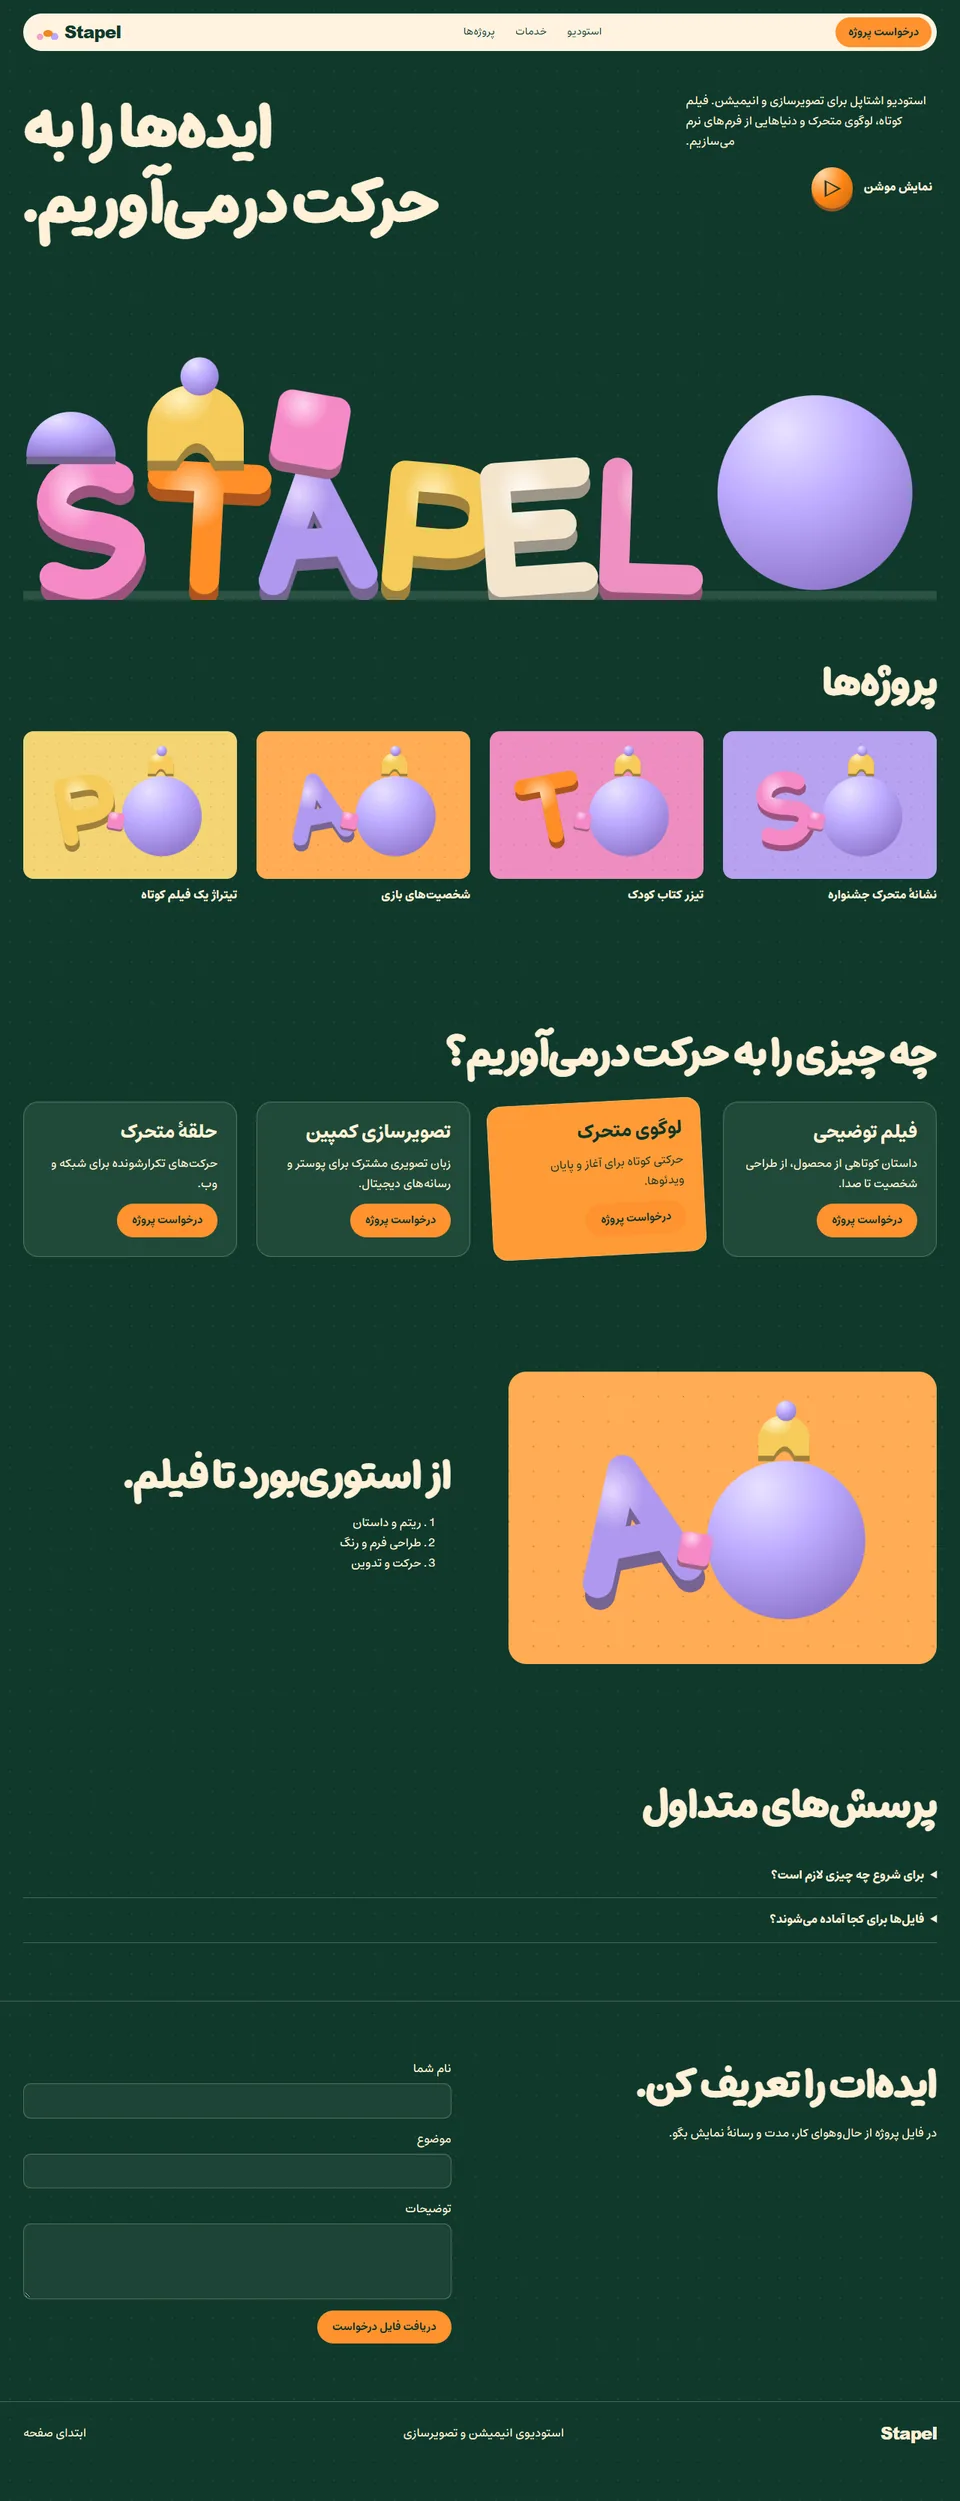 Stapel
پروژه‌ها
خدمات
استودیو
درخواست پروژه
ایده‌ها را به
حرکت درمی‌آوریم.
استودیو اشتاپل برای تصویرسازی و انیمیشن. فیلم
کوتاه، لوگوی متحرک و دنیاهایی از فرم‌های نرم
می‌سازیم.
نمایش موشن
STAPEL
پروژه‌ها
S
T
A
P
نشانهٔ متحرک جشنواره
تیزر کتاب کودک
شخصیت‌های بازی
تیتراژ یک فیلم کوتاه
چه چیزی را به حرکت درمی‌آوریم؟
فیلم توضیحی
داستان کوتاهی از محصول، از طراحی
شخصیت تا صدا.
درخواست پروژه
لوگوی متحرک
حرکتی کوتاه برای آغاز و پایان
ویدئوها.
درخواست پروژه
تصویرسازی کمپین
زبان تصویری مشترک برای پوستر و
رسانه‌های دیجیتال.
درخواست پروژه
حلقهٔ متحرک
حرکت‌های تکرارشونده برای شبکه و
وب.
درخواست پروژه
A
از استوری‌بورد تا فیلم.
1. ریتم و داستان
2. طراحی فرم و رنگ
3. حرکت و تدوین
پرسش‌های متداول
برای شروع چه چیزی لازم است؟
فایل‌ها برای کجا آماده می‌شوند؟
ایده‌ات را تعریف کن.
در فایل پروژه از حال‌وهوای کار، مدت و رسانهٔ نمایش بگو.
نام شما
موضوع
توضیحات
دریافت فایل درخواست
Stapel
استودیوی انیمیشن و تصویرسازی
ابتدای صفحه